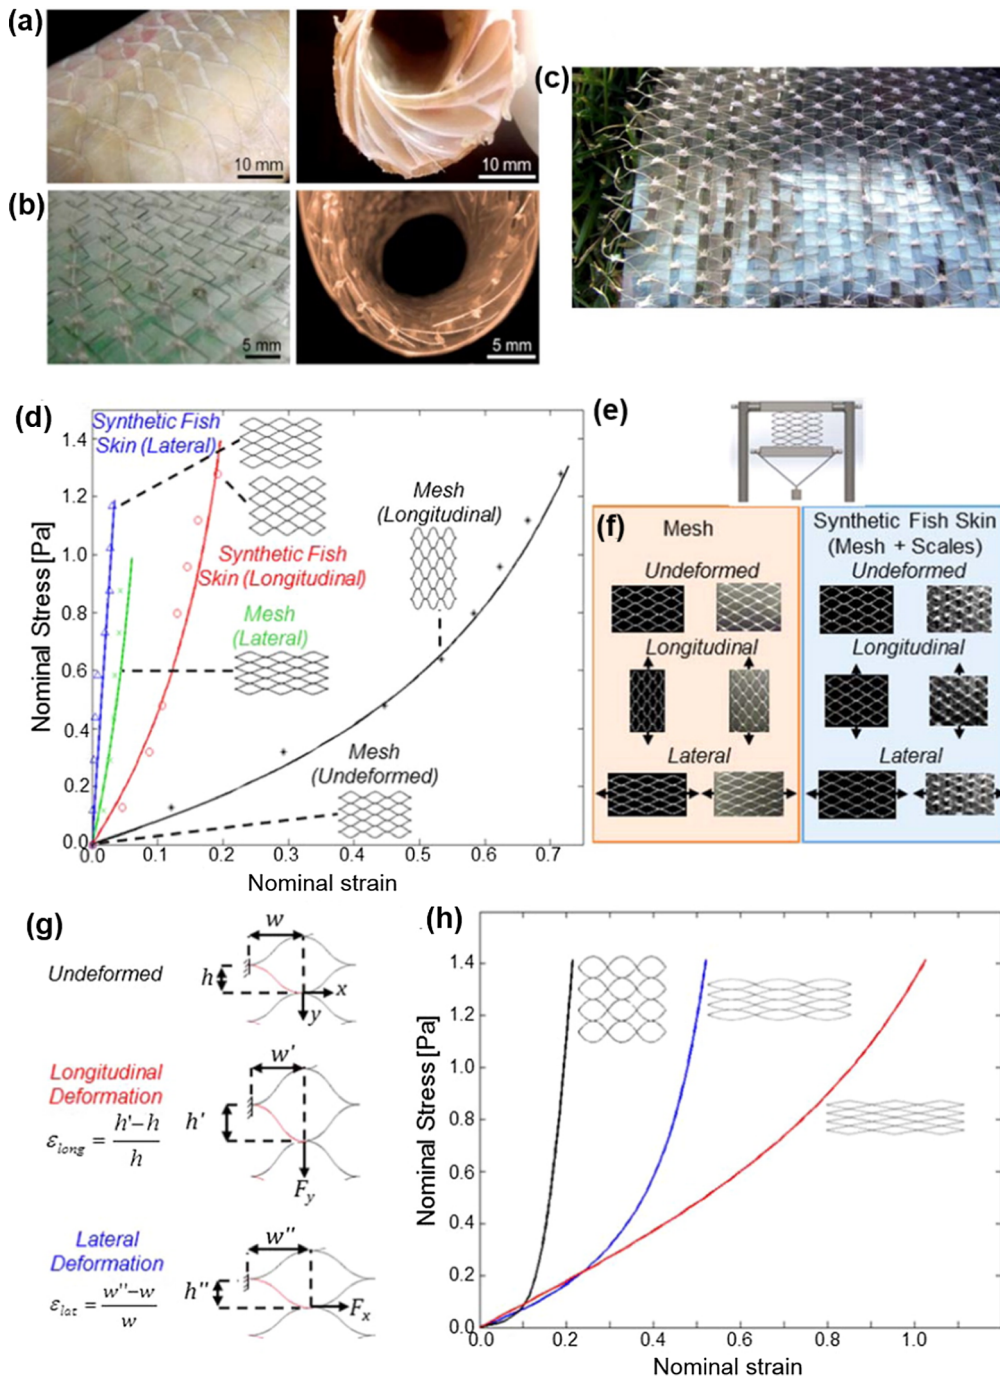 (a)
10 mm
10 mm
(b)
5 mm
5 mm
(c)
(d)
Synthetic Fish
Skin (Lateral)
Synthetic Fish
Skin (Longitudinal)
Mesh
(Lateral)
Mesh
(Longitudinal)
Mesh
(Undeformed)
1.4
1.2
1.0
0.8
0.6
0.4
0.2
0.0
0.0 0.1 0.2 0.3 0.4 0.5 0.6 0.7
Nominal Stress [Pa]
Nominal strain
(e)
(f)
Mesh
Undeformed
Longitudinal
Lateral
Synthetic Fish Skin
(Mesh + Scales)
Undeformed
Longitudinal
Lateral
(g)
Undeformed
w
h
x
y
Longitudinal
Deformation
ε_long = (h'−h)/h
w'
h'
F_y
Lateral
Deformation
ε_lat = (w''−w)/w
w''
h''
F_x
(h)
1.4
1.2
1.0
0.8
0.6
0.4
0.2
0.0
0.0 0.2 0.4 0.6 0.8 1.0
Nominal Stress [Pa]
Nominal strain